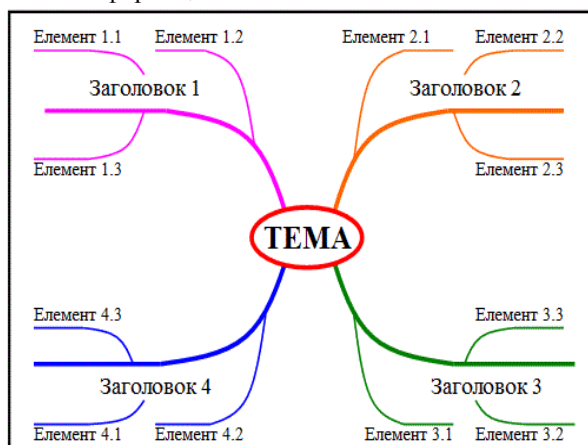 Елемент 1.1
Елемент 1.2
Елемент 2.1
Елемент 2.2
Заголовок 1
Заголовок 2
Елемент 1.3
Елемент 2.3
ТЕМА
Елемент 4.3
Елемент 3.3
Заголовок 4
Заголовок 3
Елемент 4.1
Елемент 4.2
Елемент 3.1
Елемент 3.2